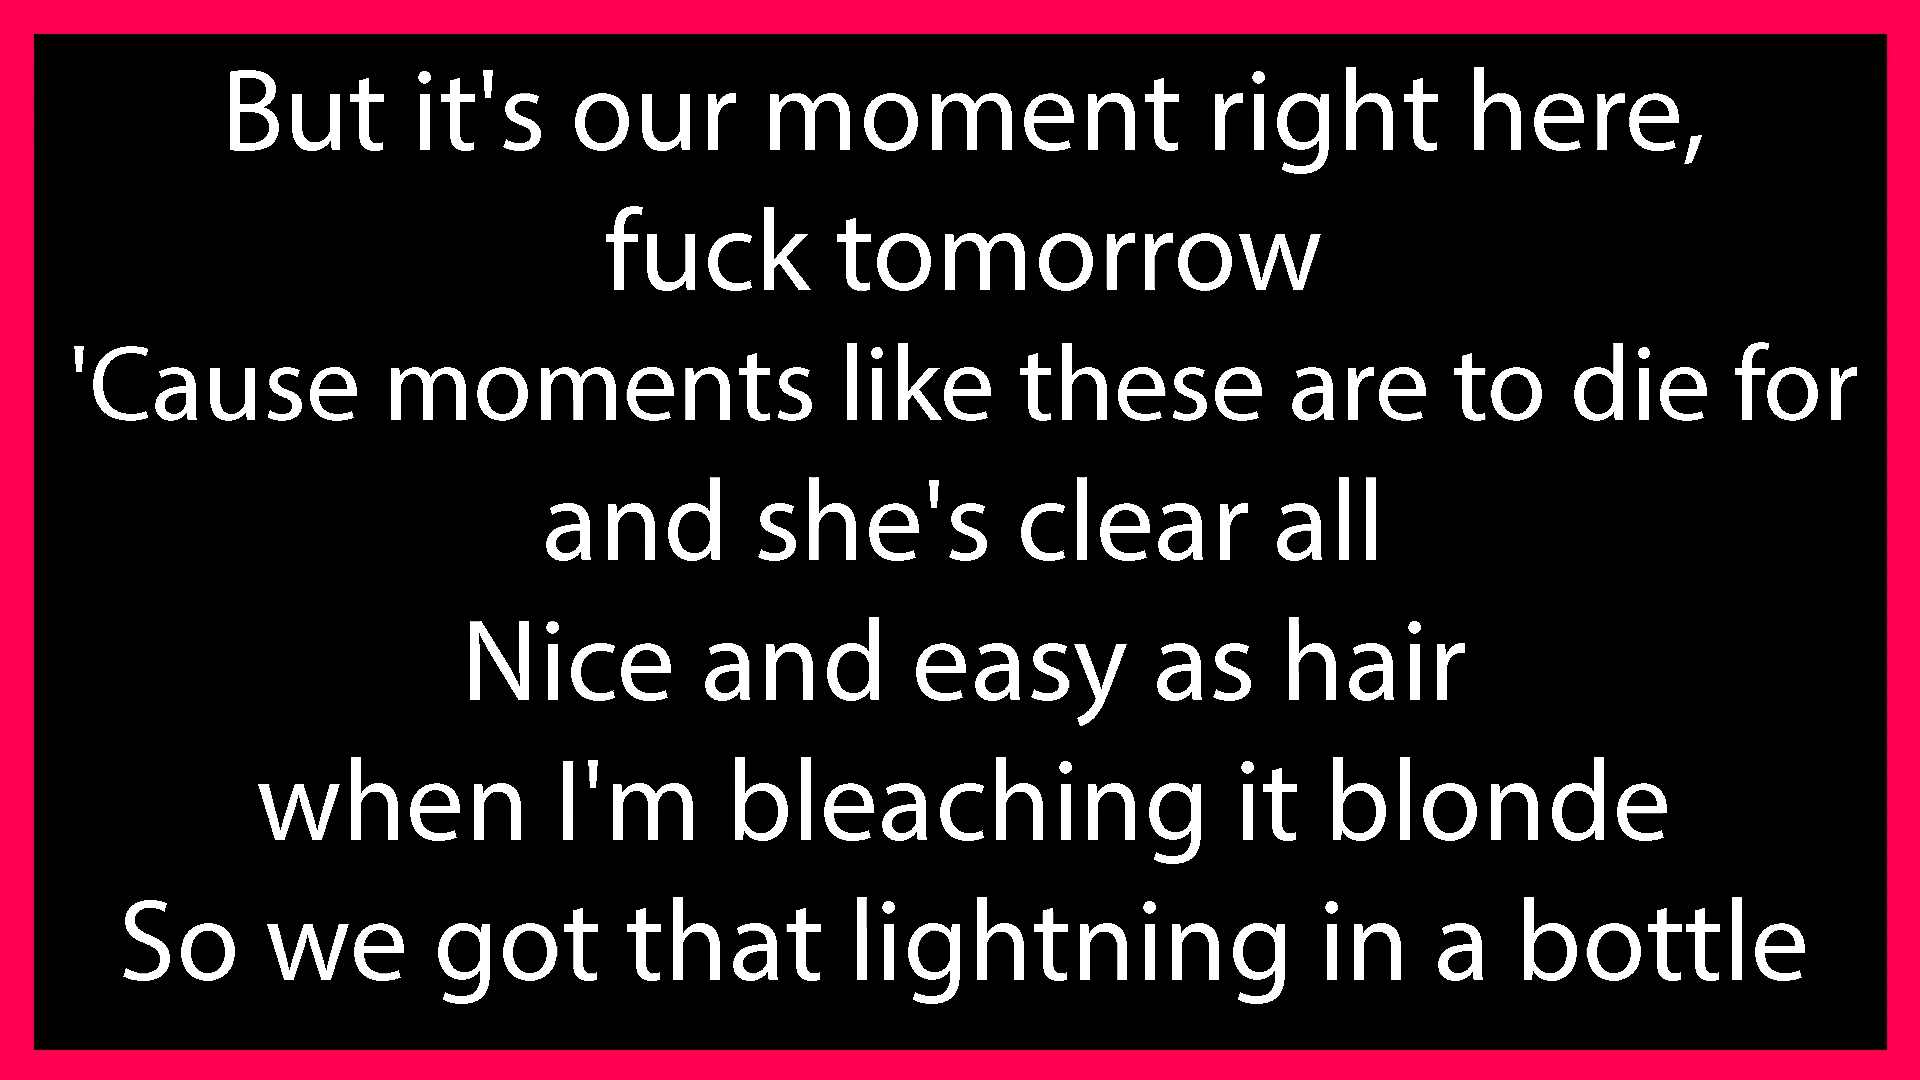 But it's our moment right here,
fuck tomorrow
'Cause moments like these are to die for
and she's clear all
Nice and easy as hair
when I'm bleaching it blonde
So we got that lightning in a bottle